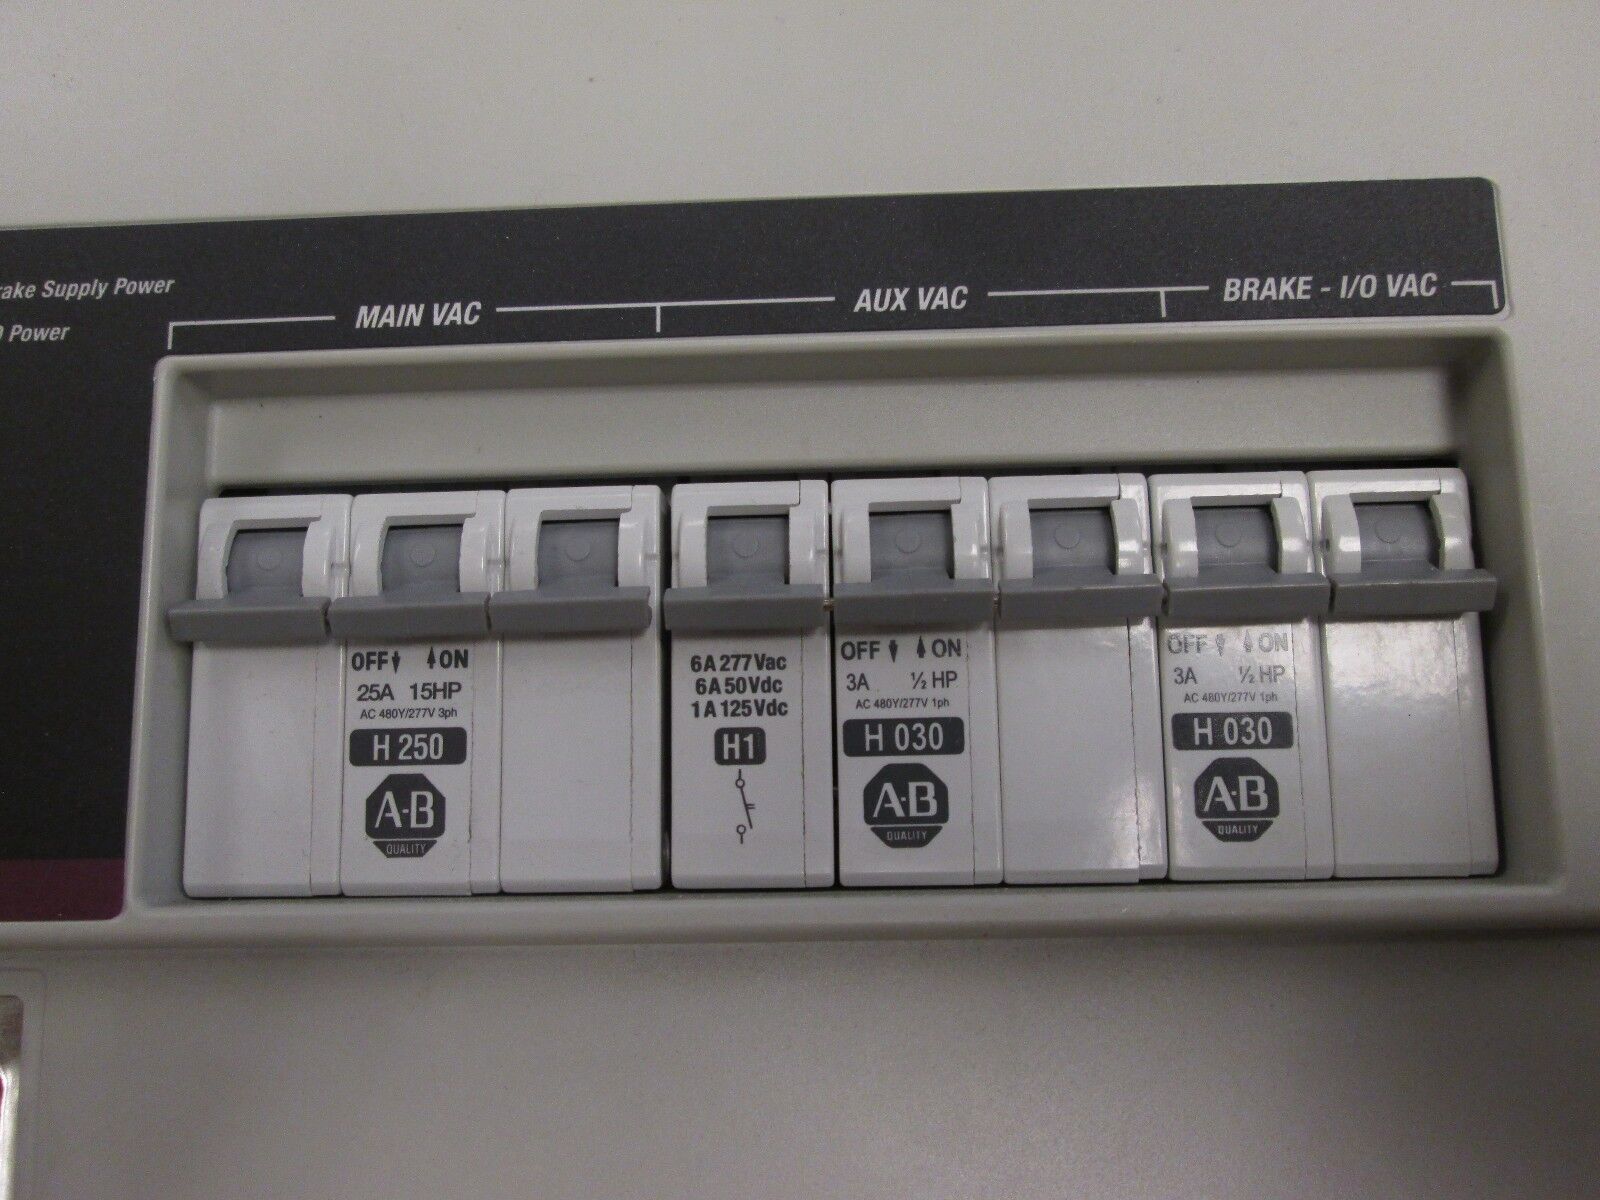 Supply Power
Power
MAIN VAC
AUX VAC
BRAKE - I/O VAC
OFF ON
25A 15HP
AC 480Y/277V 3ph
H 250
A-B
QUALITY
6A 277Vac
6A 50Vdc
1A 125Vdc
H1
OFF ON
3A ½ HP
AC 480Y/277V 1ph
H 030
A-B
QUALITY
OFF ON
3A ½ HP
AC 480Y/277V 1ph
H 030
A-B
QUALITY